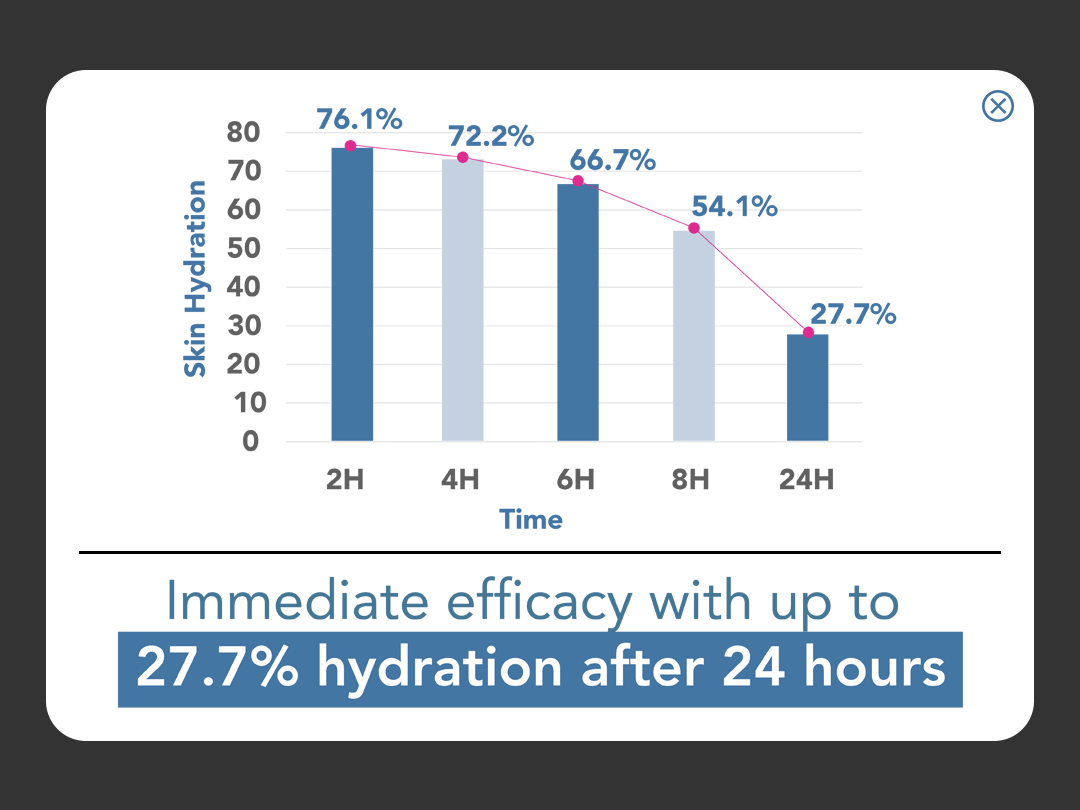 76.1%
72.2%
66.7%
54.1%
27.7%
80
70
60
50
40
30
20
10
0
Skin Hydration
2H 4H 6H 8H 24H
Time
Immediate efficacy with up to
27.7% hydration after 24 hours